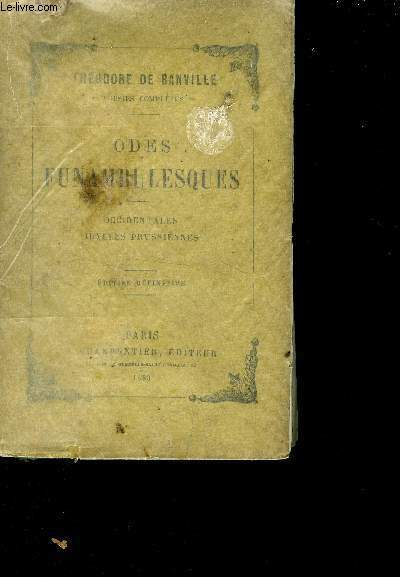 Le-livre.com
THÉODORE DE BANVILLE
POÉSIES COMPLÈTES
ODES
FUNAMBULESQUES
OCCIDENTALES
IDYLLES PRUSSIENNES
ÉDITION DÉFINITIVE
PARIS
CHARPENTIER, ÉDITEUR